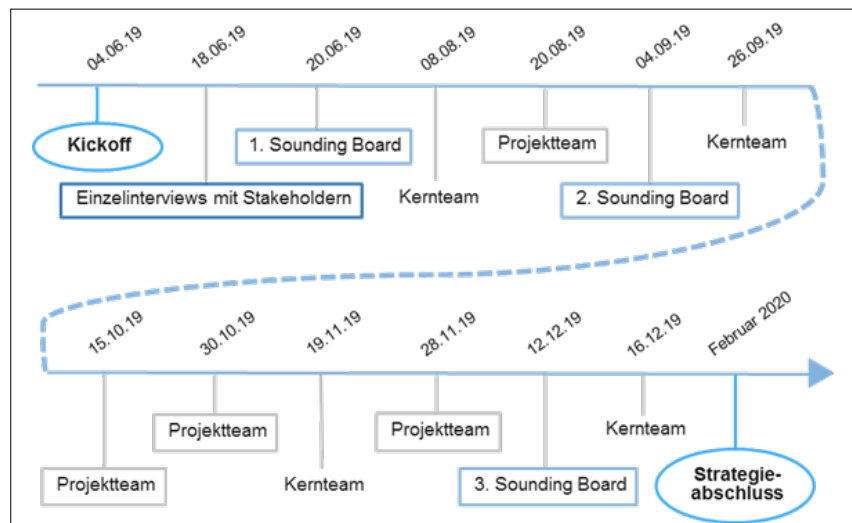 04.06.19
18.06.19
20.06.19
08.08.19
20.08.19
04.09.19
26.09.19
Kickoff
1. Sounding Board
Projektteam
Kernteam
Einzelinterviews mit Stakeholdern
Kernteam
2. Sounding Board
15.10.19
30.10.19
19.11.19
28.11.19
12.12.19
16.12.19
Februar 2020
Projektteam
Projektteam
Kernteam
Projektteam
Kernteam
3. Sounding Board
Strategie-
abschluss